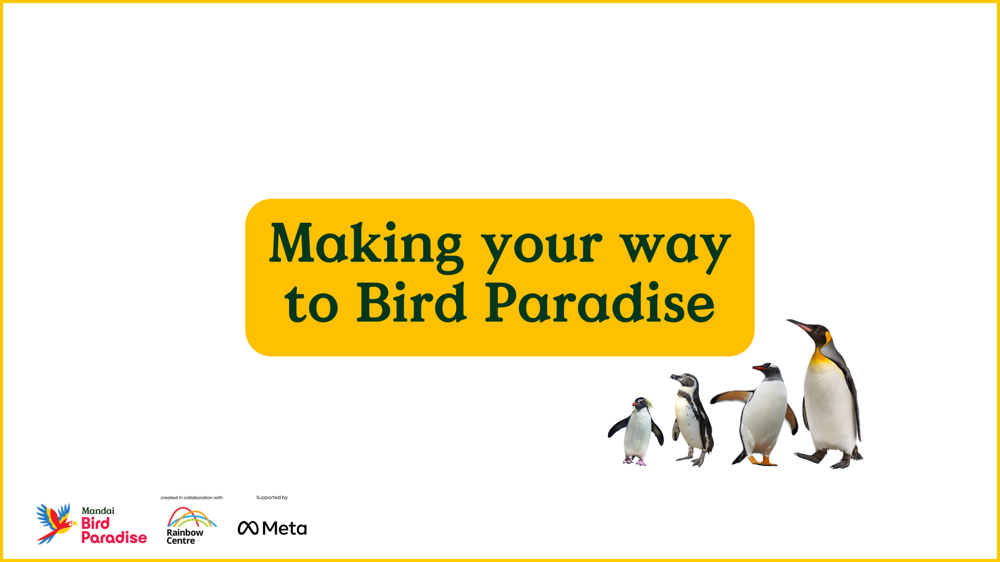 Making your way
to Bird Paradise
created in collaboration with
Supported by
Mandai
Bird
Paradise
Rainbow
Centre
Meta